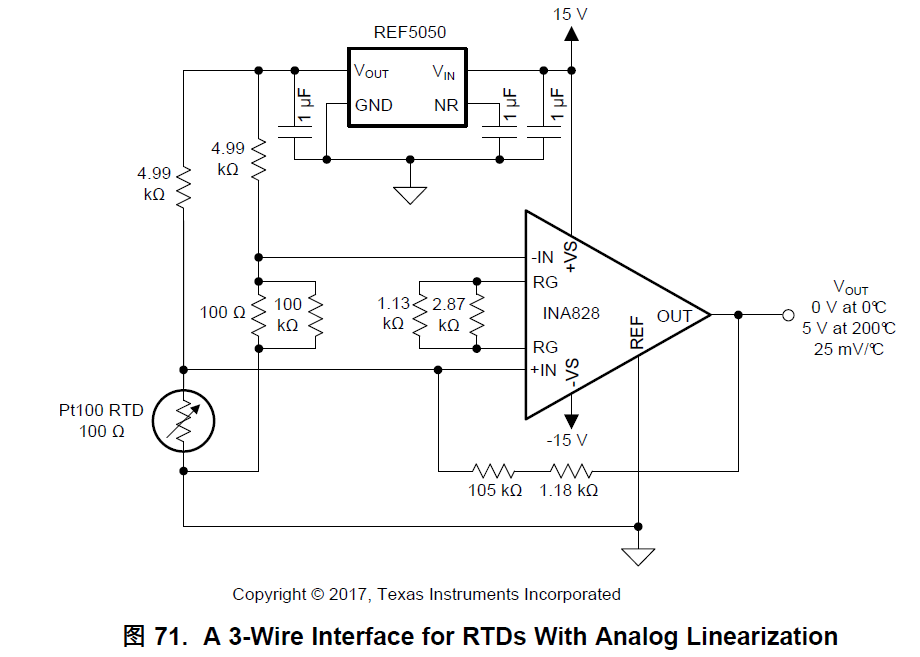 15 V
REF5050
VOUT
VIN
GND
NR
1 µF
1 µF
1 µF
4.99
kΩ
4.99
kΩ
-IN
+VS
RG
100 Ω
100
kΩ
1.13
kΩ
2.87
kΩ
INA828
REF
OUT
VOUT
0 V at 0°C
5 V at 200°C
25 mV/°C
RG
+IN
-VS
Pt100 RTD
100 Ω
-15 V
105 kΩ
1.18 kΩ
Copyright © 2017, Texas Instruments Incorporated
图 71. A 3-Wire Interface for RTDs With Analog Linearization